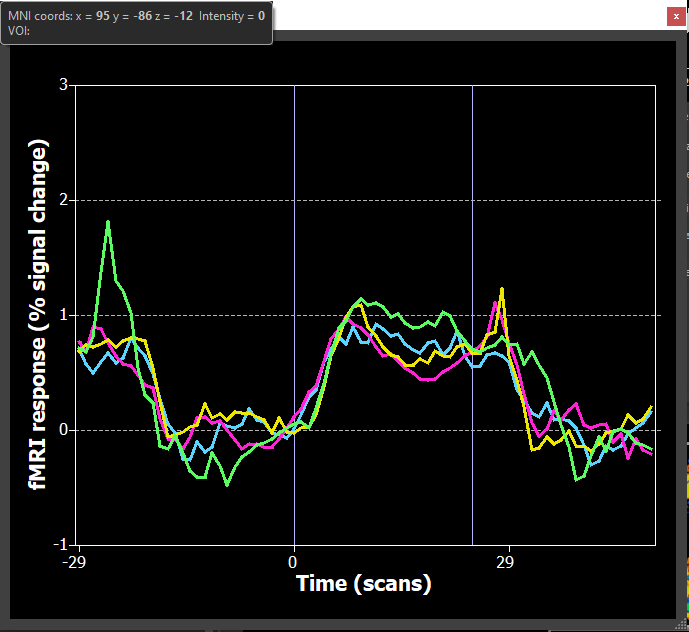 MNI coords: x = 95 y = -86 z = -12 Intensity = 0
VOI:
x
3
2
1
0
-1
fMRI response (% signal change)
-29
0
29
Time (scans)